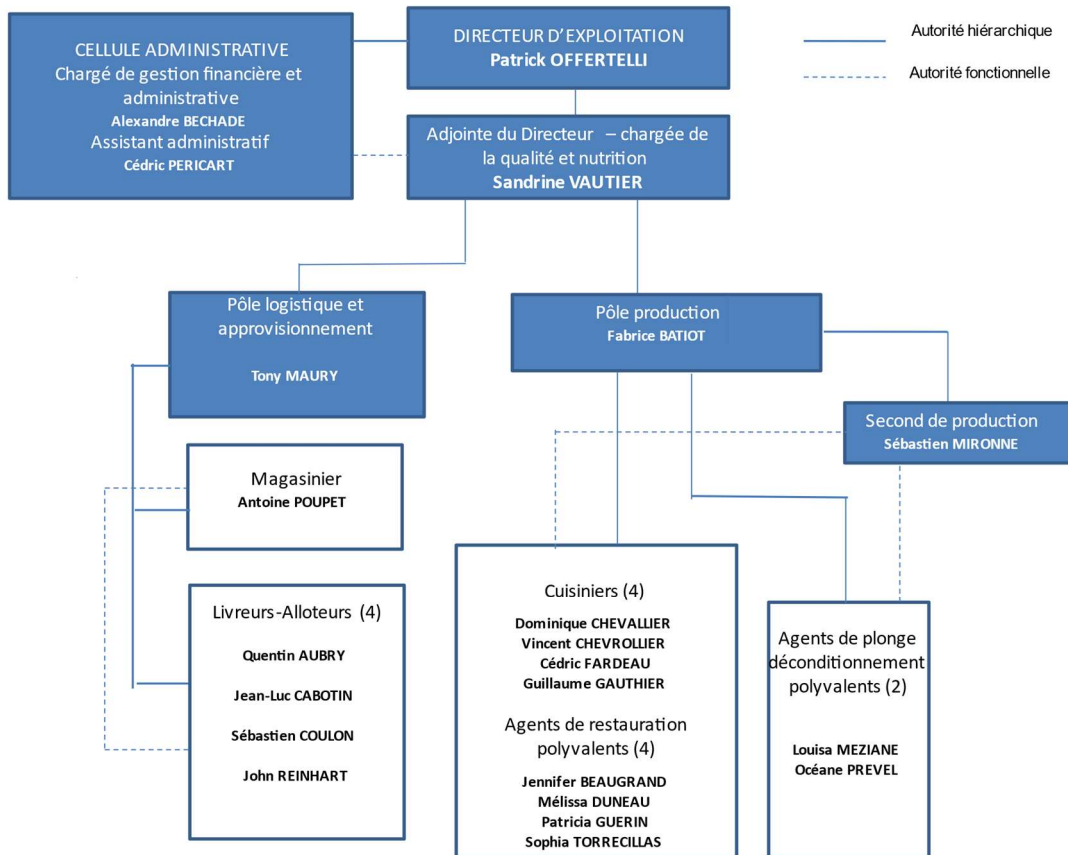 CELLULE ADMINISTRATIVE
Chargé de gestion financière et
administrative
Alexandre BECHADE
Assistant administratif
Cédric PERICART
DIRECTEUR D'EXPLOITATION
Patrick OFFERTELLI
Autorité hiérarchique
Autorité fonctionnelle
Adjointe du Directeur – chargée de
la qualité et nutrition
Sandrine VAUTIER
Pôle logistique et
approvisionnement
Tony MAURY
Pôle production
Fabrice BATIOT
Second de production
Sébastien MIRONNE
Magasinier
Antoine POUPET
Livreurs-Alloteurs (4)
Quentin AUBRY
Jean-Luc CABOTIN
Sébastien COULON
John REINHART
Cuisiniers (4)
Dominique CHEVALLIER
Vincent CHEVROLLIER
Cédric FARDEAU
Guillaume GAUTHIER
Agents de restauration
polyvalents (4)
Jennifer BEAUGRAND
Mélissa DUNEAU
Patricia GUERIN
Sophia TORRECILLAS
Agents de plonge
déconditionnement
polyvalents (2)
Louisa MEZIANE
Océane PREVEL